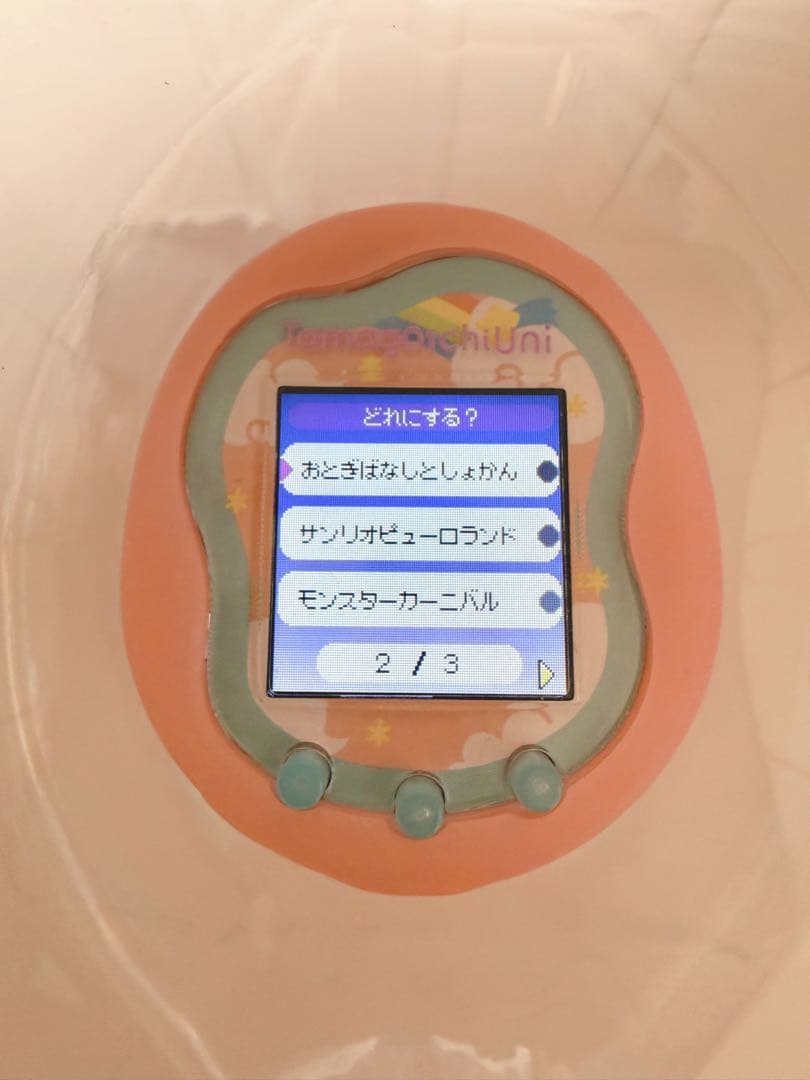 TamagotchiUni
どれにする？
おとぎばなしとしょかん
サンリオピューロランド
モンスターカーニバル
2 / 3